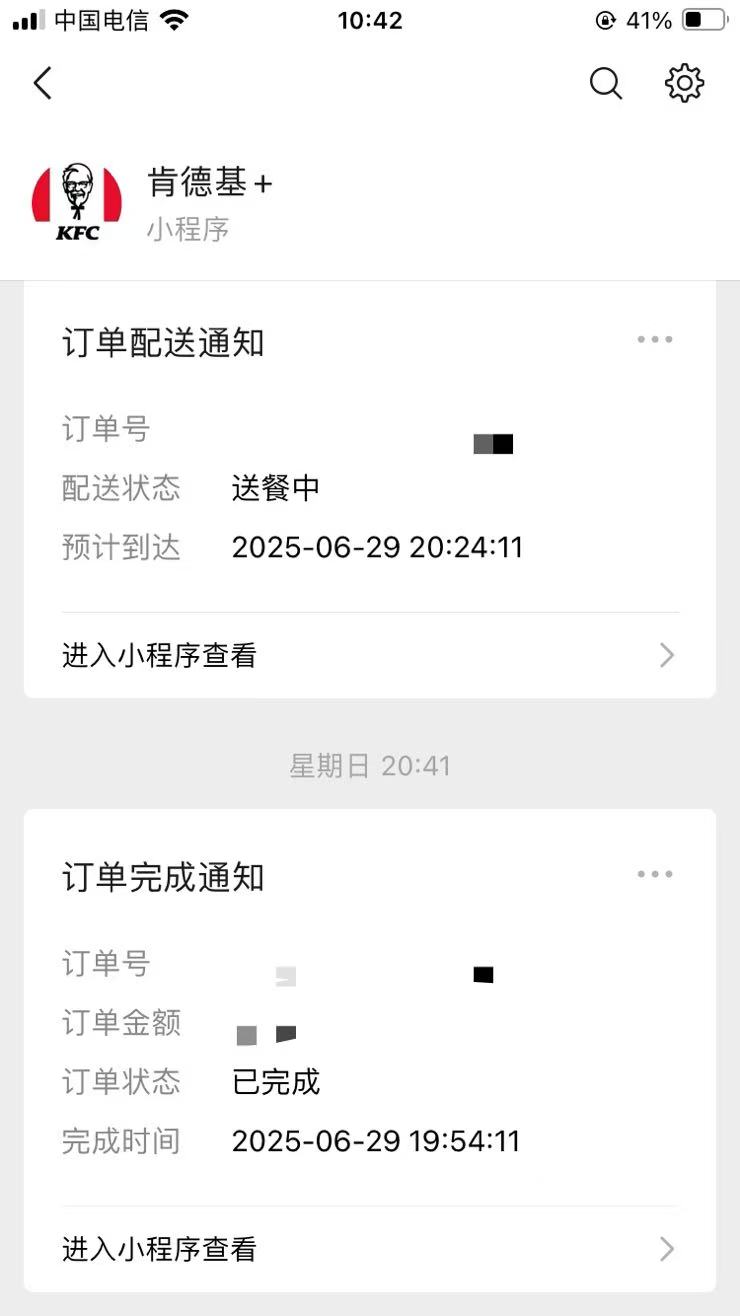 中国电信
10:42
41%
肯德基+
小程序
KFC
订单配送通知
订单号
配送状态 送餐中
预计到达 2025-06-29 20:24:11
进入小程序查看
星期日 20:41
订单完成通知
订单号
订单金额
订单状态 已完成
完成时间 2025-06-29 19:54:11
进入小程序查看